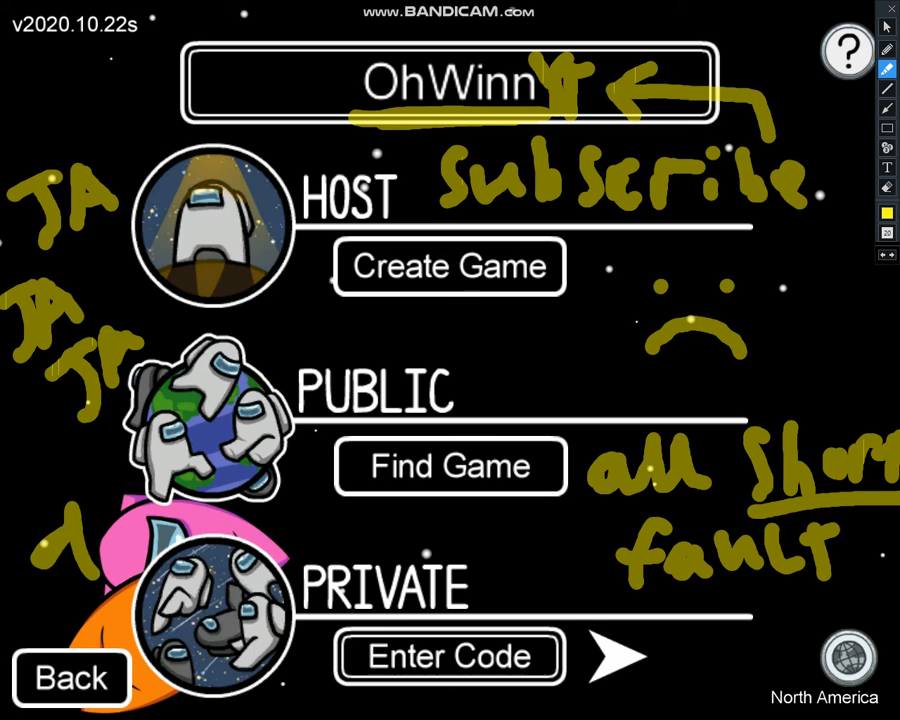 www.BANDICAM.com
v2020.10.22s
?
OhWinn
subscribe
JA
HOST
Create Game
JA
JA
PUBLIC
Find Game
all short
fault
PRIVATE
Enter Code
Back
North America
T
20